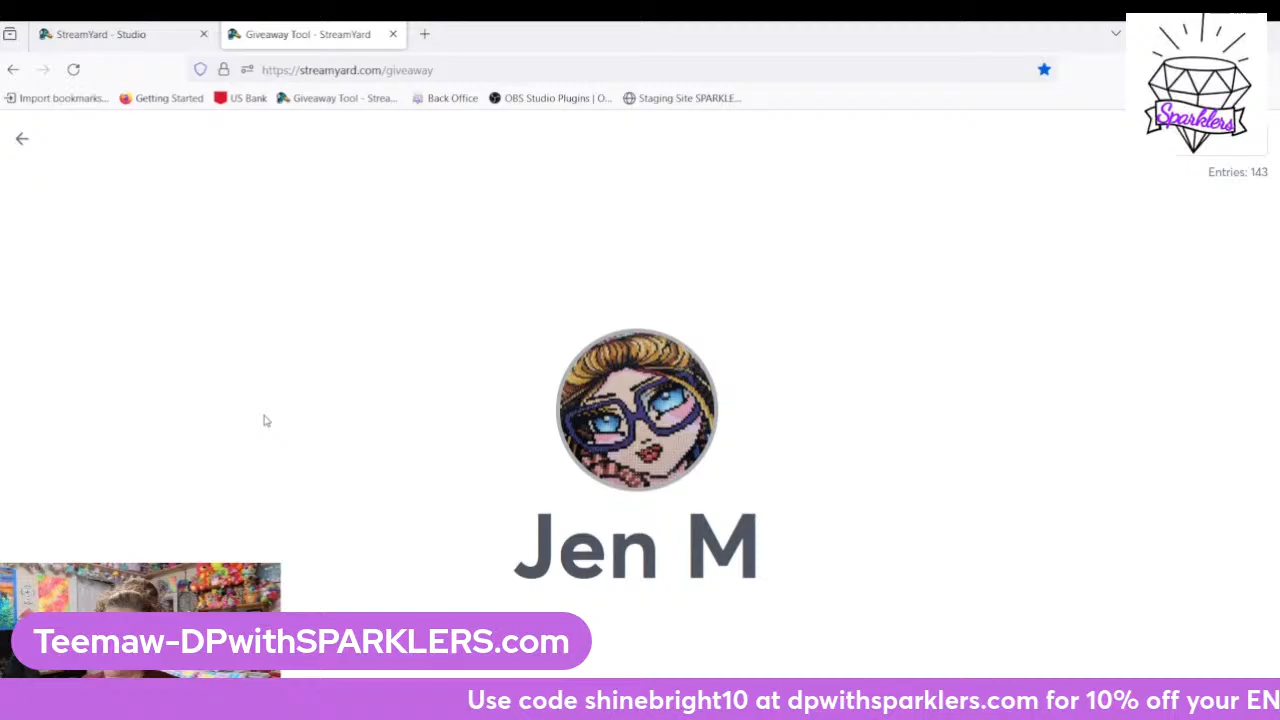 StreamYard - Studio
Giveaway Tool - StreamYard
https://streamyard.com/giveaway
Import bookmarks...
Getting Started
US Bank
Giveaway Tool - Strea...
Back Office
OBS Studio Plugins | O...
Staging Site SPARKLE...
Sparklers
Entries: 143
Jen M
Teemaw-DPwithSPARKLERS.com
Use code shinebright10 at dpwithsparklers.com for 10% off your EN